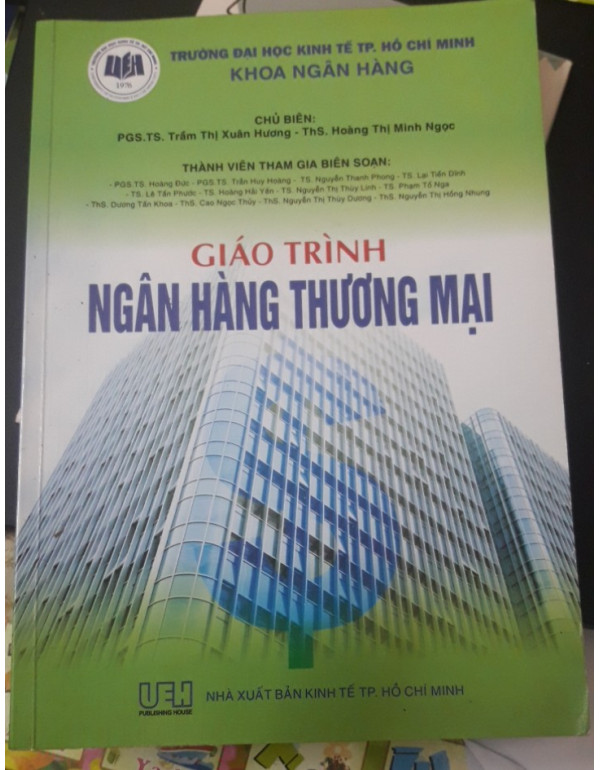 TRƯỜNG ĐẠI HỌC KINH TẾ TP. HỒ CHÍ MINH
KHOA NGÂN HÀNG
UEH
1976
CHỦ BIÊN:
PGS.TS. Trầm Thị Xuân Hương - ThS. Hoàng Thị Minh Ngọc
THÀNH VIÊN THAM GIA BIÊN SOẠN:
- PGS.TS. Hoàng Đức - PGS.TS. Trần Huy Hoàng - TS. Nguyễn Thanh Phong - TS. Lại Tiến Dĩnh
- TS. Lê Tấn Phước - TS. Hoàng Hải Yến - TS. Nguyễn Thị Thùy Linh - TS. Phạm Tố Nga
- ThS. Dương Tấn Khoa - ThS. Cao Ngọc Thủy - ThS. Nguyễn Thị Thùy Dương - ThS. Nguyễn Thị Hồng Nhung
GIÁO TRÌNH
NGÂN HÀNG THƯƠNG MẠI
UEH
PUBLISHING HOUSE
NHÀ XUẤT BẢN KINH TẾ TP. HỒ CHÍ MINH